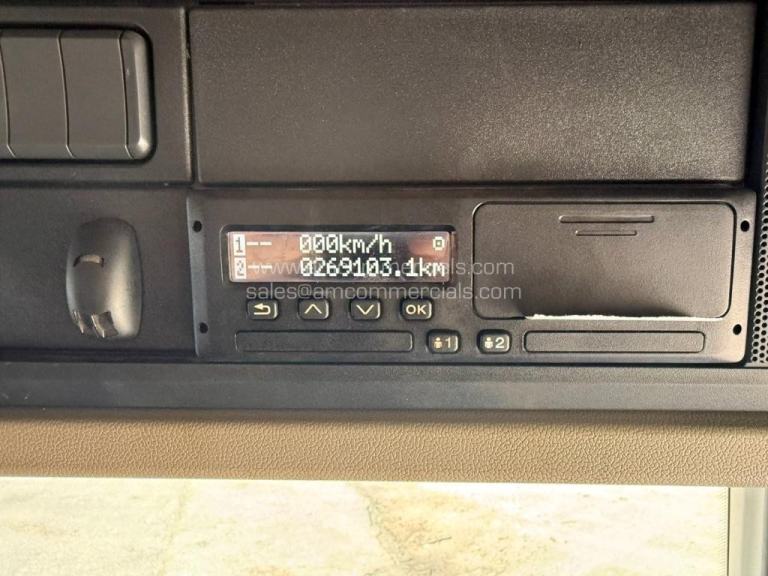 1 -- 000km/h
2 -- 0269103.1km
www.amcommercials.com
sales@amcommercials.com
OK
1 2